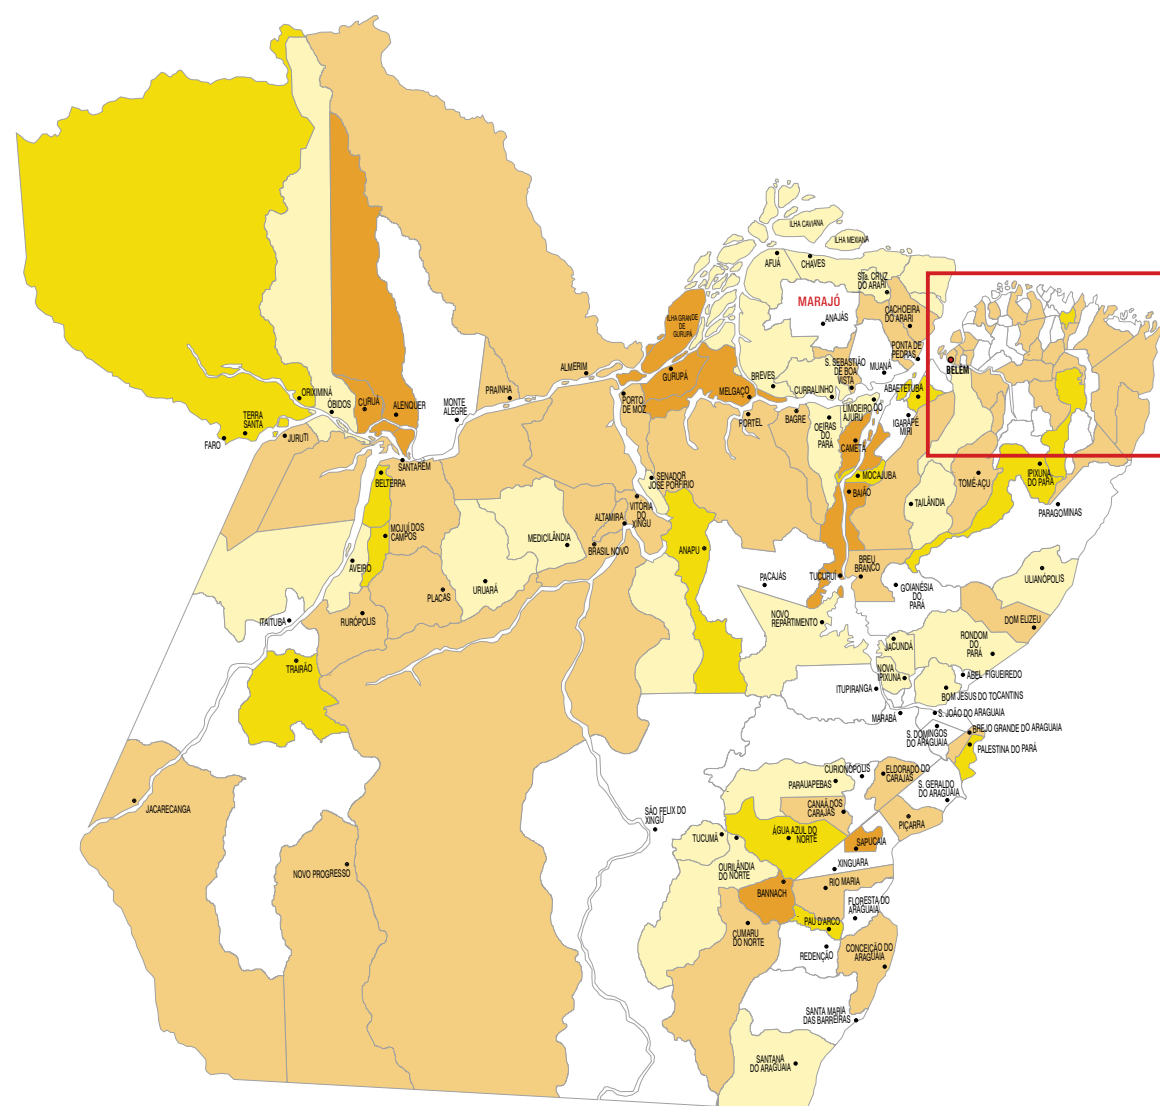 ILHA CAVIANA
ILHA MEXIANA
AFUÁ
CHAVES
STa. CRUZ
DO ARARI
MARAJÓ
ANAJÁS
CACHOEIRA
DO ARARI
ILHA GRANDE
DE
GURUPÁ
PONTA DE
PEDRAS
BELÉM
S. SEBASTIÃO
DE BOA
VISTA
MUANÁ
ALMERIM
GURUPÁ
BREVES
MELGAÇO
CURRALINHO
ABAETETUBA
PRAINHA
PORTO
DE MOZ
ORIXIMINÁ
ÓBIDOS
CURUÁ
ALENQUER
MONTE
ALEGRE
LIMOEIRO DO
AJURU
PORTEL
BAGRE
OEIRAS
DO
PARÁ
IGARAPÉ
MIRI
TERRA
SANTA
FARO
JURUTI
CAMETÁ
SANTARÉM
BELTERRA
SENADOR
JOSÉ PORFÍRIO
MOCAJUBA
BAIÃO
TAILÂNDIA
TOMÉ-AÇU
IPIXUNA
DO PARÁ
PARAGOMINAS
VITÓRIA
DO
XINGU
ALTAMIRA
MOJUÍ DOS
CAMPOS
MEDICILÂNDIA
BRASIL NOVO
ANAPU
AVEIRO
BREU
BRANCO
TUCURUÍ
PACAJÁS
GOIANÉSIA
DO
PARÁ
ULIANÓPOLIS
PLACAS
URUARÁ
ITAITUBA
RURÓPOLIS
NOVO
REPARTIMENTO
DOM ELIZEU
JACUNDÁ
RONDOM
DO
PARÁ
TRAIRÃO
NOVA
IPIXUNA
ABEL FIGUEIREDO
ITUPIRANGA
BOM JESUS DO TOCANTINS
MARABÁ
S. JOÃO DO ARAGUAIA
S. DOMINGOS
DO ARAGUAIA
BREJO GRANDE DO ARAGUAIA
PALESTINA DO PARÁ
CURIONÓPOLIS
ELDORADO DO
CARAJÁS
PARAUAPEBAS
S. GERALDO
DO ARAGUAIA
JACARECANGA
SÃO FELIX DO
XINGU
CANAÃ DOS
CARAJAS
PIÇARRA
TUCUMÃ
ÁGUA AZUL DO
NORTE
SAPUCAIA
NOVO PROGRESSO
OURILÂNDIA
DO NORTE
XINGUARA
RIO MARIA
BANNACH
FLORESTA DO
ARAGUAIA
PAU D'ARCO
CUMARU
DO NORTE
REDENÇÃO
CONCEIÇÃO DO
ARAGUAIA
SANTA MARIA
DAS BARREIRAS
SANTANA
DO ARAGUAIA